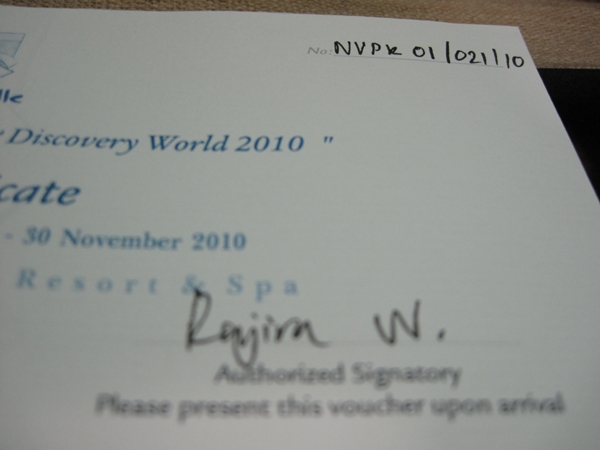 No: NVPK 01/021/10
lle
Discovery World 2010 "
cate
- 30 November 2010
Resort & Spa
Rajira W.
Authorized Signatory
Please present this voucher upon arrival